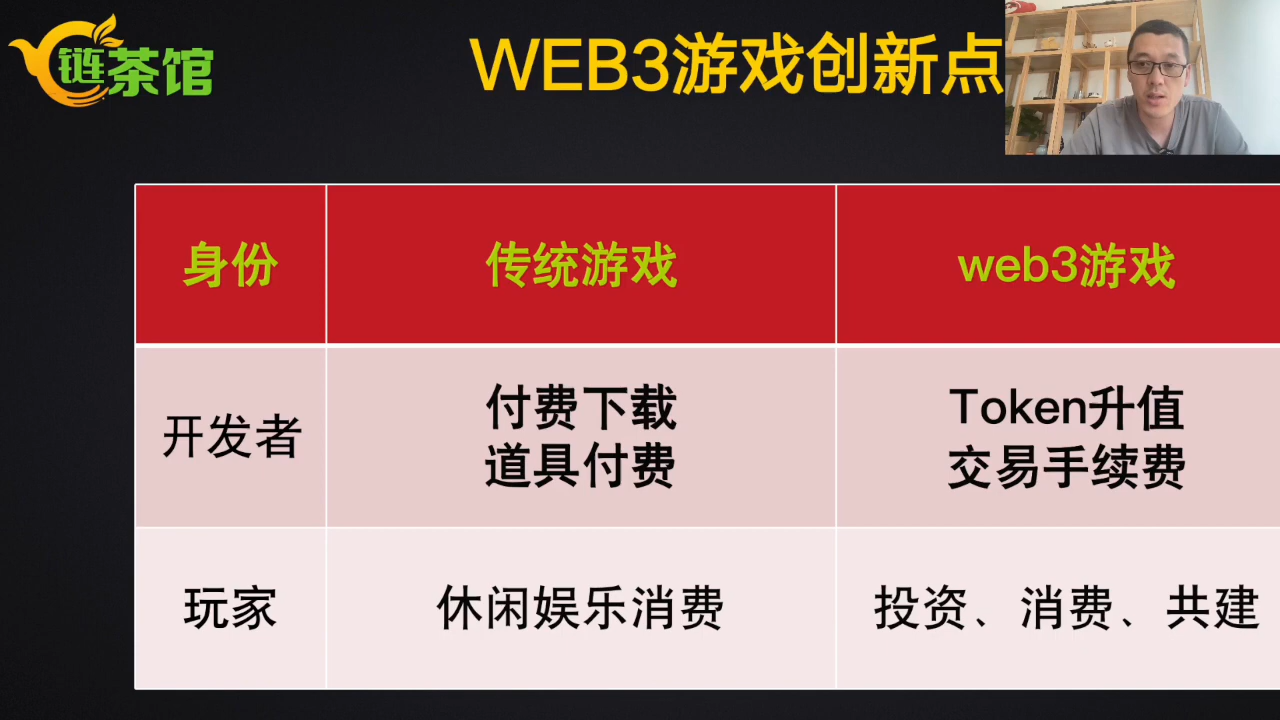 链茶馆
WEB3游戏创新点
身份
传统游戏
web3游戏
开发者
付费下载
道具付费
Token升值
交易手续费
玩家
休闲娱乐消费
投资、消费、共建